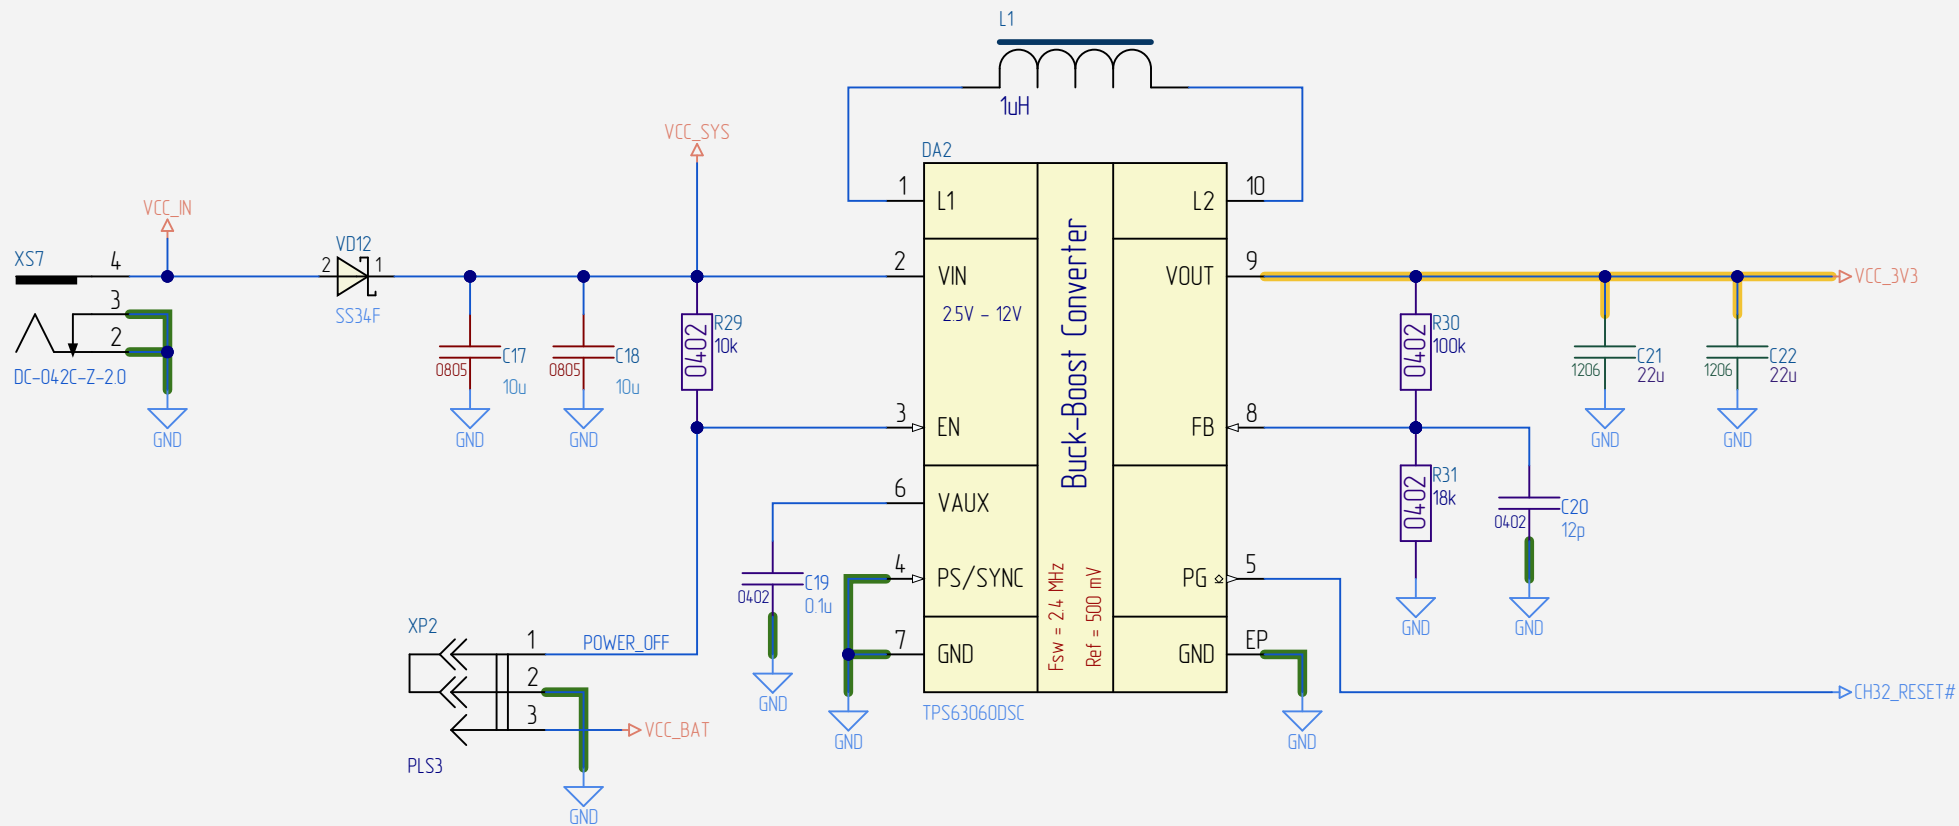 L1
1uH
VCC_SYS
DA2
VCC_IN
XS7
4
3
2
DC-042C-Z-2.0
GND
VD12
2
1
SS34F
C17
0805
10u
GND
C18
0805
10u
GND
R29
0402
10k
1
L1
2
VIN
2.5V - 12V
3
EN
6
VAUX
4
PS/SYNC
7
GND
Buck-Boost Converter
Fsw = 2.4 MHz
Ref = 500 mV
10
L2
9
VOUT
8
FB
5
PG
EP
GND
TPS63060DSC
VCC_3V3
R30
0402
100k
C21
1206
22u
GND
C22
1206
22u
GND
R31
0402
18k
GND
C20
0402
12p
GND
C19
0402
0.1u
GND
GND
GND
CH32_RESET#
XP2
1
POWER_OFF
2
3
VCC_BAT
PLS3
GND